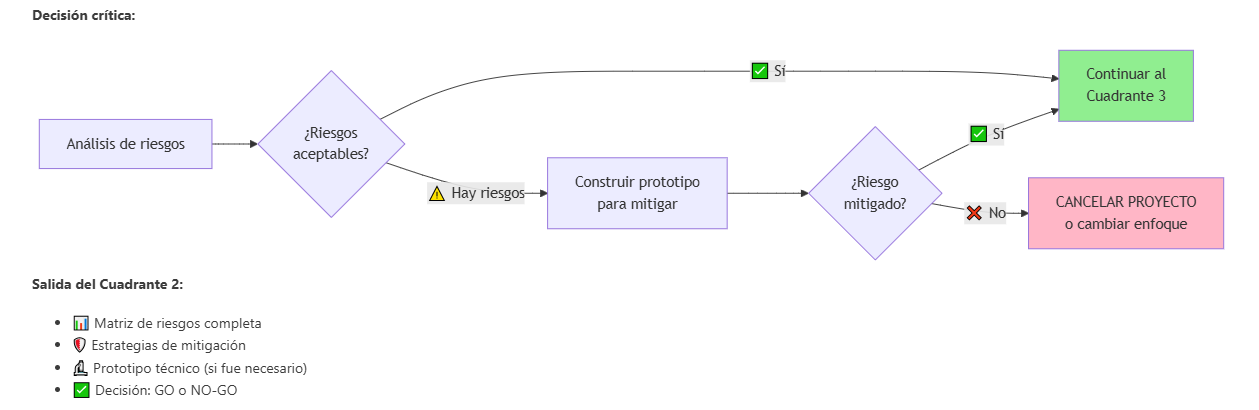 Decisión crítica:
Análisis de riesgos
¿Riesgos
aceptables?
✅ Sí
⚠️ Hay riesgos
Construir prototipo
para mitigar
¿Riesgo
mitigado?
✅ Sí
❌ No
Continuar al
Cuadrante 3
CANCELAR PROYECTO
o cambiar enfoque
Salida del Cuadrante 2:
• 📊 Matriz de riesgos completa
• 🛡️ Estrategias de mitigación
• 🔬 Prototipo técnico (si fue necesario)
• ✅ Decisión: GO o NO-GO